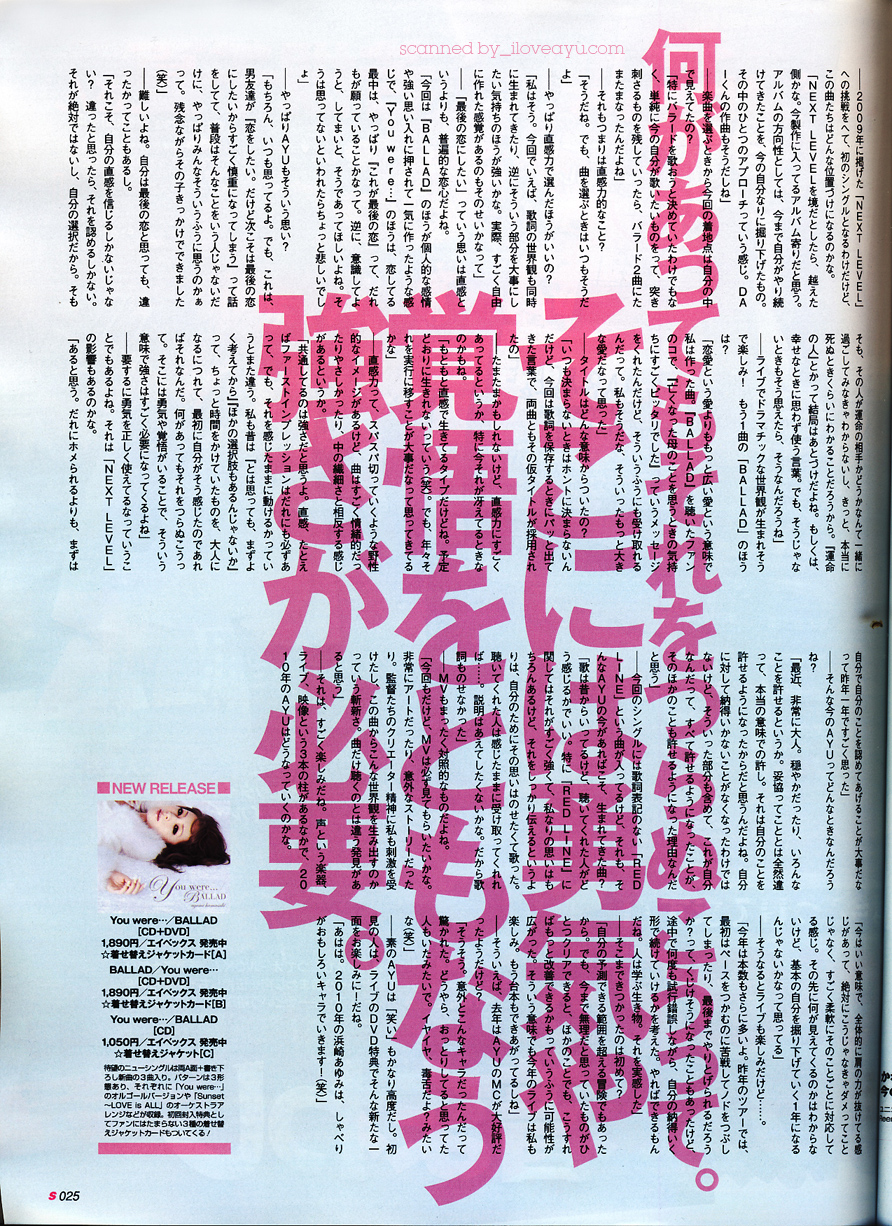 scanned by_iloveayu.com
何があってもそれをつらぬく。
そこには勇気や
覚悟をともなう
強さが必要。
——2009年に掲げた「NEXT LEVEL」
への挑戦をへて、初のシングルとなるわけだけど、
この曲たちはどんな位置づけになるのかな。
「NEXT LEVELを境だとしたら、越えた
側かな。今製作に入ってるアルバム寄りだと思う。
アルバムの方向性としては、今まで自分がやり続
けてきたことを、今の自分なりに掘り下げたもの。
その中のひとつのアプローチっていう感じ。DA
Iくんの作曲もそうだしね」
——楽曲を選ぶときから今回の着地点は自分の中
で見えてたの?
「特にバラードを歌おうと決めていたわけでもな
く、単純に今の自分が歌いたいものをって、突き
刺さるものを残していったら、バラード2曲にた
またまなったんだよね」
——それもつまりは直感力的なこと?
「そうだね。でも、曲を選ぶときはいつもそうだ
よ」
——やっぱり直感力で選んだほうがいいの?
「私はそう。今回でいえば、歌詞の世界観も同時
に生まれてきたり、逆にそういう部分を大事にし
たい気持ちのほうが強いかな。実際、すごく自由
に作れた感覚があるのもそのせいかなって」
——「最後の恋にしたい」っていう思いは直感と
いうよりも、普遍的な恋心だよね。
「今回は『BALLAD』のほうが個人的な感情
や強い思い入れに押されて一気に作ったような感
じで、『You were…』のほうは、恋してる
最中は、やっぱり『これが最後の恋』って、だれ
もが願っていることかなって。逆に、意識してよ
うと、してまいと、そうであってほしいよね。そ
うは思ってないといわれたらちょっと悲しいでし
ょ」
——やっぱりAYUもそういう思い?
「もちろん、いつも思ってるよ。でも、これは、
男友達が『恋をしたい。だけど次こそは最後の恋
にしたいからすごく慎重になってしまう』って話
をしてて、普段はそんなことをいう人じゃないだ
けに、やっぱりみんなそういうふうに思うのかぁ
って。残念ながらその子きっかけでできました
(笑)」
——難しいよね。自分は最後の恋と思っても、違
ったかってこともあるし。
「それこそ、自分の直感を信じるしかないじゃな
い? 違ったと思ったら、それを認めるしかない。
それが絶対ではないし、自分の選択だから。そも
そも、その人が運命の相手かどうかなんて一緒に
過ごしてみなきゃわからないし、きっと、本当に
死ぬときくらいにわかることだろうから。『運命
の人』とかって結局はあとづけだよね。もしくは、
幸せなときに思わず使う言葉。でも、そうじゃな
いときもそう思えたら、そうなんだろうね」
——ライブでドラマチックな世界観が生まれそう
で楽しみ! もう1曲の「BALLAD」のほう
は?
「恋愛という愛よりももっと広い愛という意味で
私は作った曲。『BALLAD』を聴いたファン
のコで、『亡くなった母のことを思うときの気持
ちにすごくピッタリでした』っていうメッセージ
をくれたんだけど、そういうふうにも受け取れる
んだって。私もそうだな、そういったもっと大き
な愛だなって思った」
——タイトルはどんな意味からついたの?
「いつも決まらないときはホントに決まらないん
だけど、今回は歌詞を保存するときにパッと出て
きた言葉で、両曲ともその仮タイトルが採用され
たの」
——たまたまかもしれないけど、直感力にすごく
あってるというか、特に今それが冴えてるときな
のかもね。
「もともと直感で生きてるタイプだけどね。予定
どおりに生きれないっていう(笑)。でも、年々そ
れを実行に移すことが大事だなって思ってきてる
かな」
——直感力って、スパスパ切っていくような野性
的なイメージがあるけど、曲はすごく情緒的だっ
たりやさしかったり、中の繊細さと相反する感じ
があるというか。
「共通してるのは強さだと思うよ。直感、たとえ
ばファーストインプレッションはだれにも必ずあ
って、でも、それを感じたままに動けるかってい
うとまた違う。私も昔は『とは思っても、まずよ
く考えてから』『ほかの選択肢もあるんじゃないか』
って、ちょっと時間をかけていたものを、大人に
なるにつれて、最初に自分がそう感じたのであれ
ばそれなんだ。何があってもそれをつらぬこうっ
て。そこには勇気や覚悟がいることで、そういう
意味で強さはすごく必要になってくるよね」
——要するに勇気を正しく使えてるなっていうこ
とでもあるよね。それは「NEXT LEVEL」
の影響もあるのかな。
「あると思う。だれにホメられるよりも、まずは
自分で自分のことを認めてあげることが大事だな
って昨年一年ですごく思った」
——そんな今のAYUってどんなときなんだろう
ね?
「最近、非常に大人。穏やかだったり、いろんな
ことを許せるというか。妥協ってこととは全然違
って、本当の意味での許し。それは自分のことを
許せるようになったからだと思うんだよね。自分
に対して納得いかないことがなくなったわけでは
ないけど、そういった部分も含めて、これが自分
なんだって、すべて許せるようになったことが、
そのほかのことも許せるようになった理由なんだ
と思う」
——今回のシングルには歌詞表記のない「RED
LINE」という曲が入ってるけど、それも、そ
んなAYUの今があればこそ、生まれてきた曲?
「歌は昔からいってるけど、聴いてくれた人がど
う感じるかでいい。特に『RED LINE』に
関してはそれがすごく強くて、私なりの思いはも
ちろんあるけど、それをしっかり伝えるというよ
りは、自分のためにその思いはのせたくて歌った。
聴いてくれた人は感じたままに受け取ってくれれ
ば……。説明はあえてしたくないかな。だから歌
詞ものせなかった」
——MVもまったく対照的なものだよね。
「今回もだけど、MVは必ず見てもらいたいかな。
非常にアートだったり、意外なストーリーだった
り。監督たちのクリエーター精神に私も刺激を受
けたし、この曲からこんな世界観を生み出すのか
っていう斬新さ。曲だけ聴くのとは違う発見があ
ると思う」
——それは、すごく楽しみだね。声という楽器、
ライブ、映像という3本の柱があるなかで、20
10年のAYUはどうなっていくのかな。
「今はいい意味で、全体的に肩の力が抜けてる感
じがあって、絶対にこうじゃなきゃダメってこと
じゃなく、すごく柔軟にそのことごとに対応して
る感じ。その先に何が見えてくるのかはわからな
いけど、基本の自分を掘り下げていく1年になる
んじゃないかなって思ってる」
——そうなるとライブも楽しみだけど……。
「今年は本数もさらに多いよ。昨年のツアーでは、
最初はペースをつかむのに苦戦してノドをつぶし
てしまったり、最後までやりとげられるだろう
か?って、くじけそうになったこともあったけど、
途中で何度も試行錯誤しながら、自分の納得いく
形で続けていけるかを考えた。やればできるもん
だね。人は学ぶ生き物。それを実感した」
——そこまできつかったのは初めて?
「自分の予測できる範囲を超える冒険でもあった
から。でも、今まで無理だと思っていたものがひ
とつクリアできると、ほかのことでも、こうすれ
ばもっと改善できるかもっていうふうに可能性が
広がった。そういう意味でも今年のライブは私も
楽しみ。もう台本もできあがってるしね」
——そういえば、去年はAYUのMCが大好評だ
ったようだけど?
「そうそう。意外とこんなキャラだったんだって
驚かれた。どうやら、おっとりしてると思ってた
人もいたみたいで。イヤイヤ、毒舌だよみたい
な(笑)」
——素のAYUは「笑い」もかなり高度だし。初
見の人は、ライブのDVD特典でそんな新たな一
面をお楽しみに!だね。
「あはは。2010年の浜崎あゆみは、しゃべり
がおもしろいキャラでいきます!(笑)」
■NEW RELEASE■
You were...
BALLAD
ayumi hamasaki
You were…/BALLAD
[CD+DVD]
1,890円/エイベックス 発売中
☆着せ替えジャケットカード【A】
BALLAD/You were…
[CD+DVD]
1,890円/エイベックス 発売中
☆着せ替えジャケットカード【B】
You were…/BALLAD
[CD]
1,050円/エイベックス 発売中
☆着せ替えジャケット[C]
待望のニューシングルは両A面+書き下
ろし新曲の3曲入り。パターンは3形
態あり、それぞれに「You were…」
のオルゴールバージョンや「Sunset
〜LOVE is ALL」のオーケストラア
レンジなどが収録。初回封入特典とし
てファンにはたまらない3種の着せ替
えジャケットカードもついてくる!
S 025